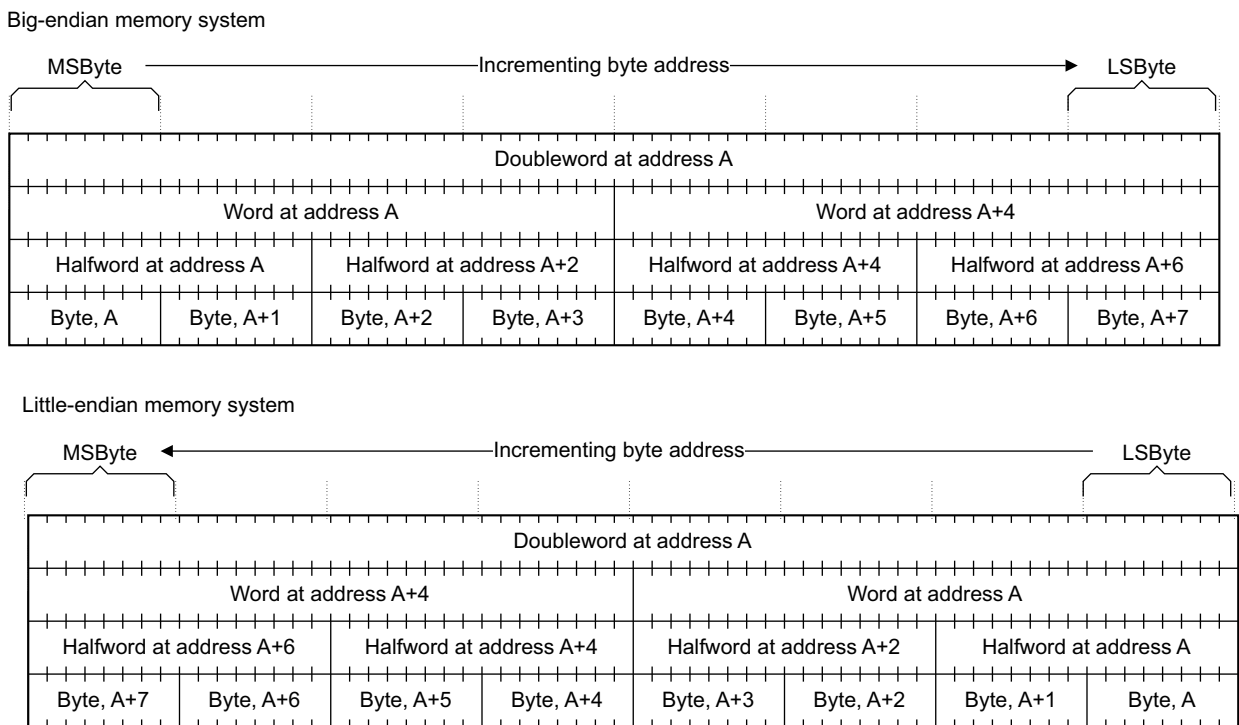 Big-endian memory system
MSByte Incrementing byte address LSByte
Doubleword at address A
Word at address A Word at address A+4
Halfword at address A Halfword at address A+2 Halfword at address A+4 Halfword at address A+6
Byte, A Byte, A+1 Byte, A+2 Byte, A+3 Byte, A+4 Byte, A+5 Byte, A+6 Byte, A+7
Little-endian memory system
MSByte Incrementing byte address LSByte
Doubleword at address A
Word at address A+4 Word at address A
Halfword at address A+6 Halfword at address A+4 Halfword at address A+2 Halfword at address A
Byte, A+7 Byte, A+6 Byte, A+5 Byte, A+4 Byte, A+3 Byte, A+2 Byte, A+1 Byte, A